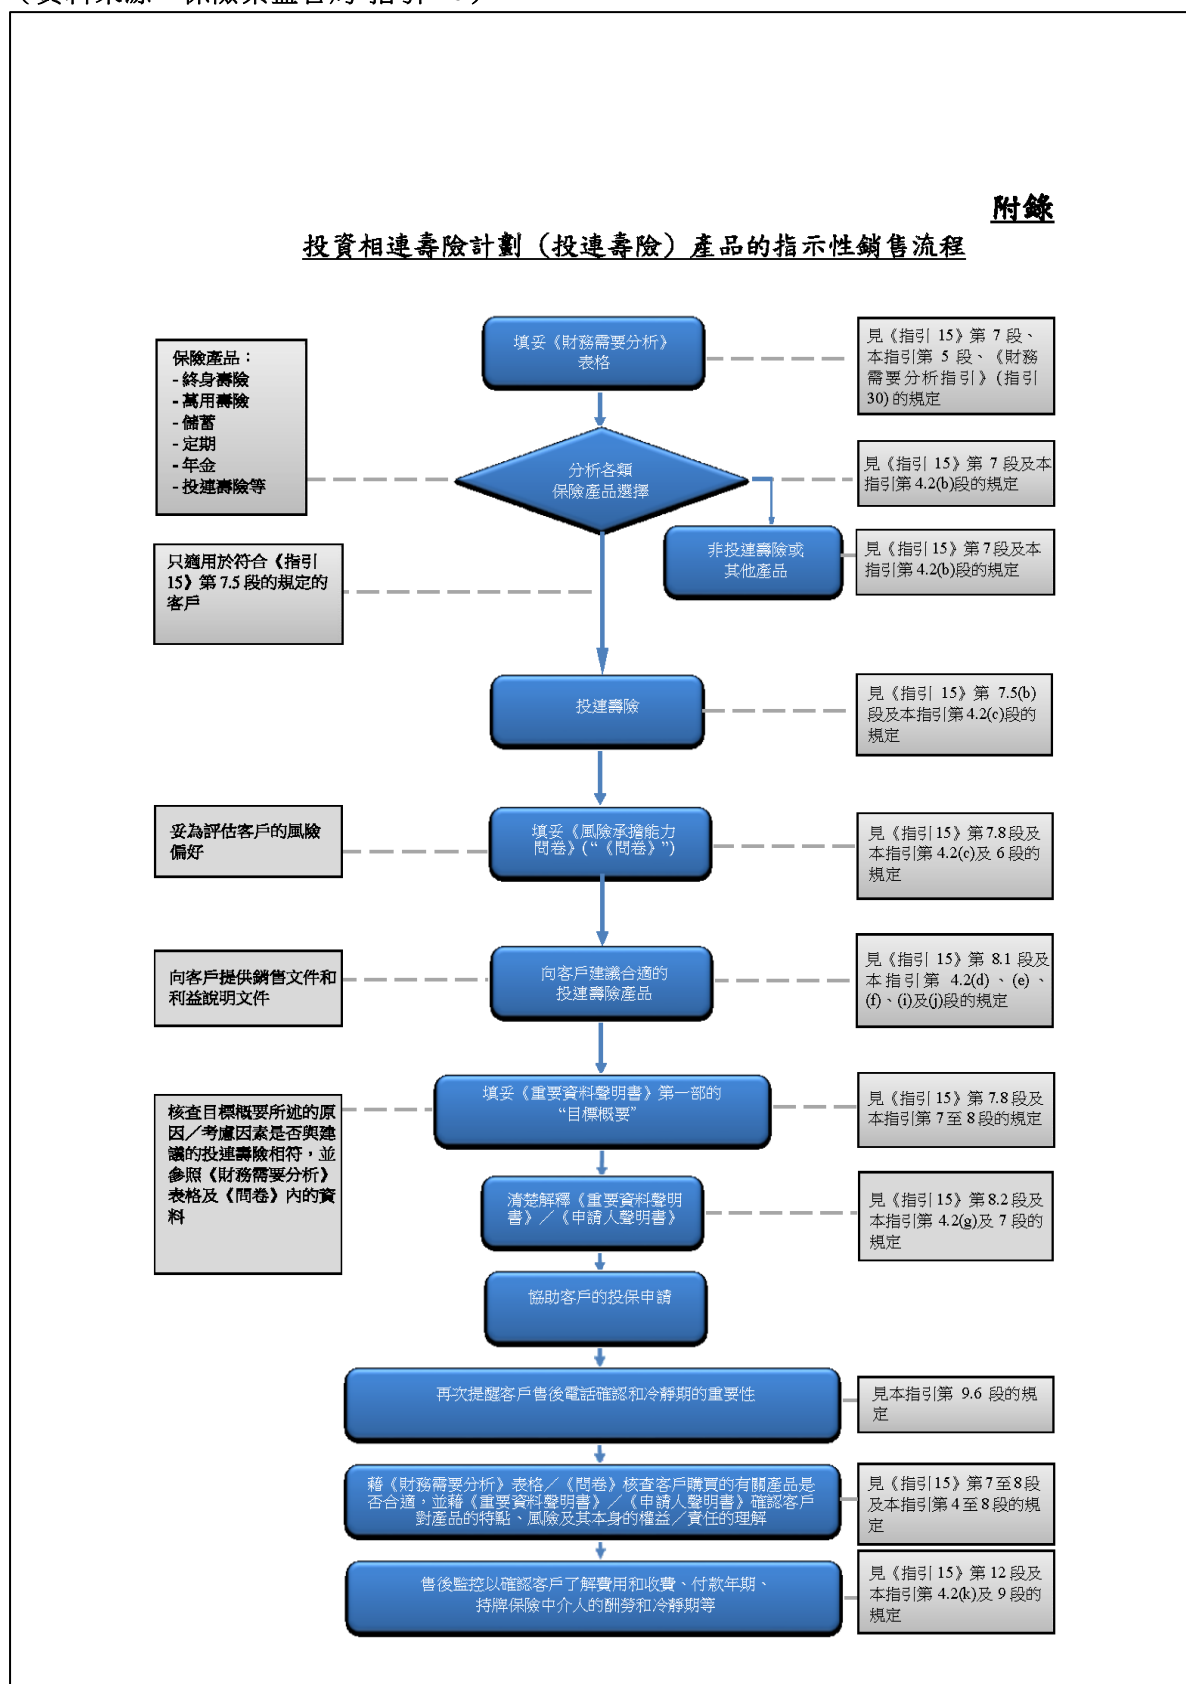 附錄
投資相連壽險計劃（投連壽險）產品的指示性銷售流程
填妥《財務需要分析》
表格
見《指引 15》第 7 段、
本指引第 5 段、《財務
需要分析指引》(指引
30) 的規定
保險產品：
- 終身壽險
- 萬用壽險
- 儲蓄
- 定期
- 年金
- 投連壽險等
分析各類
保險產品選擇
見《指引 15》第 7 段及本
指引第 4.2(b)段的規定
非投連壽險或
其他產品
見《指引 15》第 7 段及本
指引第 4.2(b)段的規定
只適用於符合《指引
15》第 7.5 段的規定的
客戶
投連壽險
見《指引 15》第 7.5(b)
段及本指引第 4.2(c)段的
規定
妥為評估客戶的風險
偏好
填妥《風險承擔能力
問卷》(“《問卷》”)
見《指引 15》第 7.8 段及
本指引第 4.2(c)及 6 段的
規定
向客戶提供銷售文件和
利益說明文件
向客戶建議合適的
投連壽險產品
見《指引 15》第 8.1 段及
本指引第 4.2(d)、(e)、
(f)、(i)及(j)段的規定
填妥《重要資料聲明書》第一部的
“目標概要”
見《指引 15》第 7.8 段及
本指引第 7 至 8 段的規定
核查目標概要所述的原
因／考慮因素是否與建
議的投連壽險相符，並
參照《財務需要分析》
表格及《問卷》內的資
料
清楚解釋《重要資料聲明
書》／《申請人聲明書》
見《指引 15》第 8.2 段及
本指引第 4.2(g)及 7 段的
規定
協助客戶的投保申請
再次提醒客戶售後電話確認和冷靜期的重要性
見本指引第 9.6 段的規
定
藉《財務需要分析》表格／《問卷》核查客戶購買的有關產品是
否合適，並藉《重要資料聲明書》／《申請人聲明書》確認客戶
對產品的特點、風險及其本身的權益／責任的理解
見《指引 15》第 7 至 8 段
及本指引第 4 至 8 段的規
定
售後監控以確認客戶了解費用和收費、付款年期、
持牌保險中介人的酬勞和冷靜期等
見《指引 15》第 12 段及
本指引第 4.2(k)及 9 段的
規定